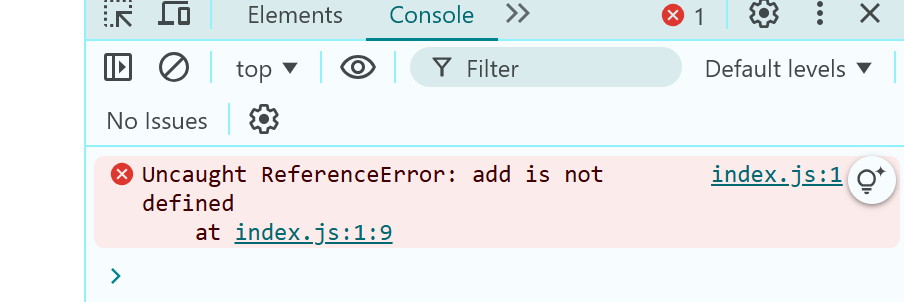 Elements Console 1
top Filter Default levels
No Issues
Uncaught ReferenceError: add is not index.js:1
defined
at index.js:1:9